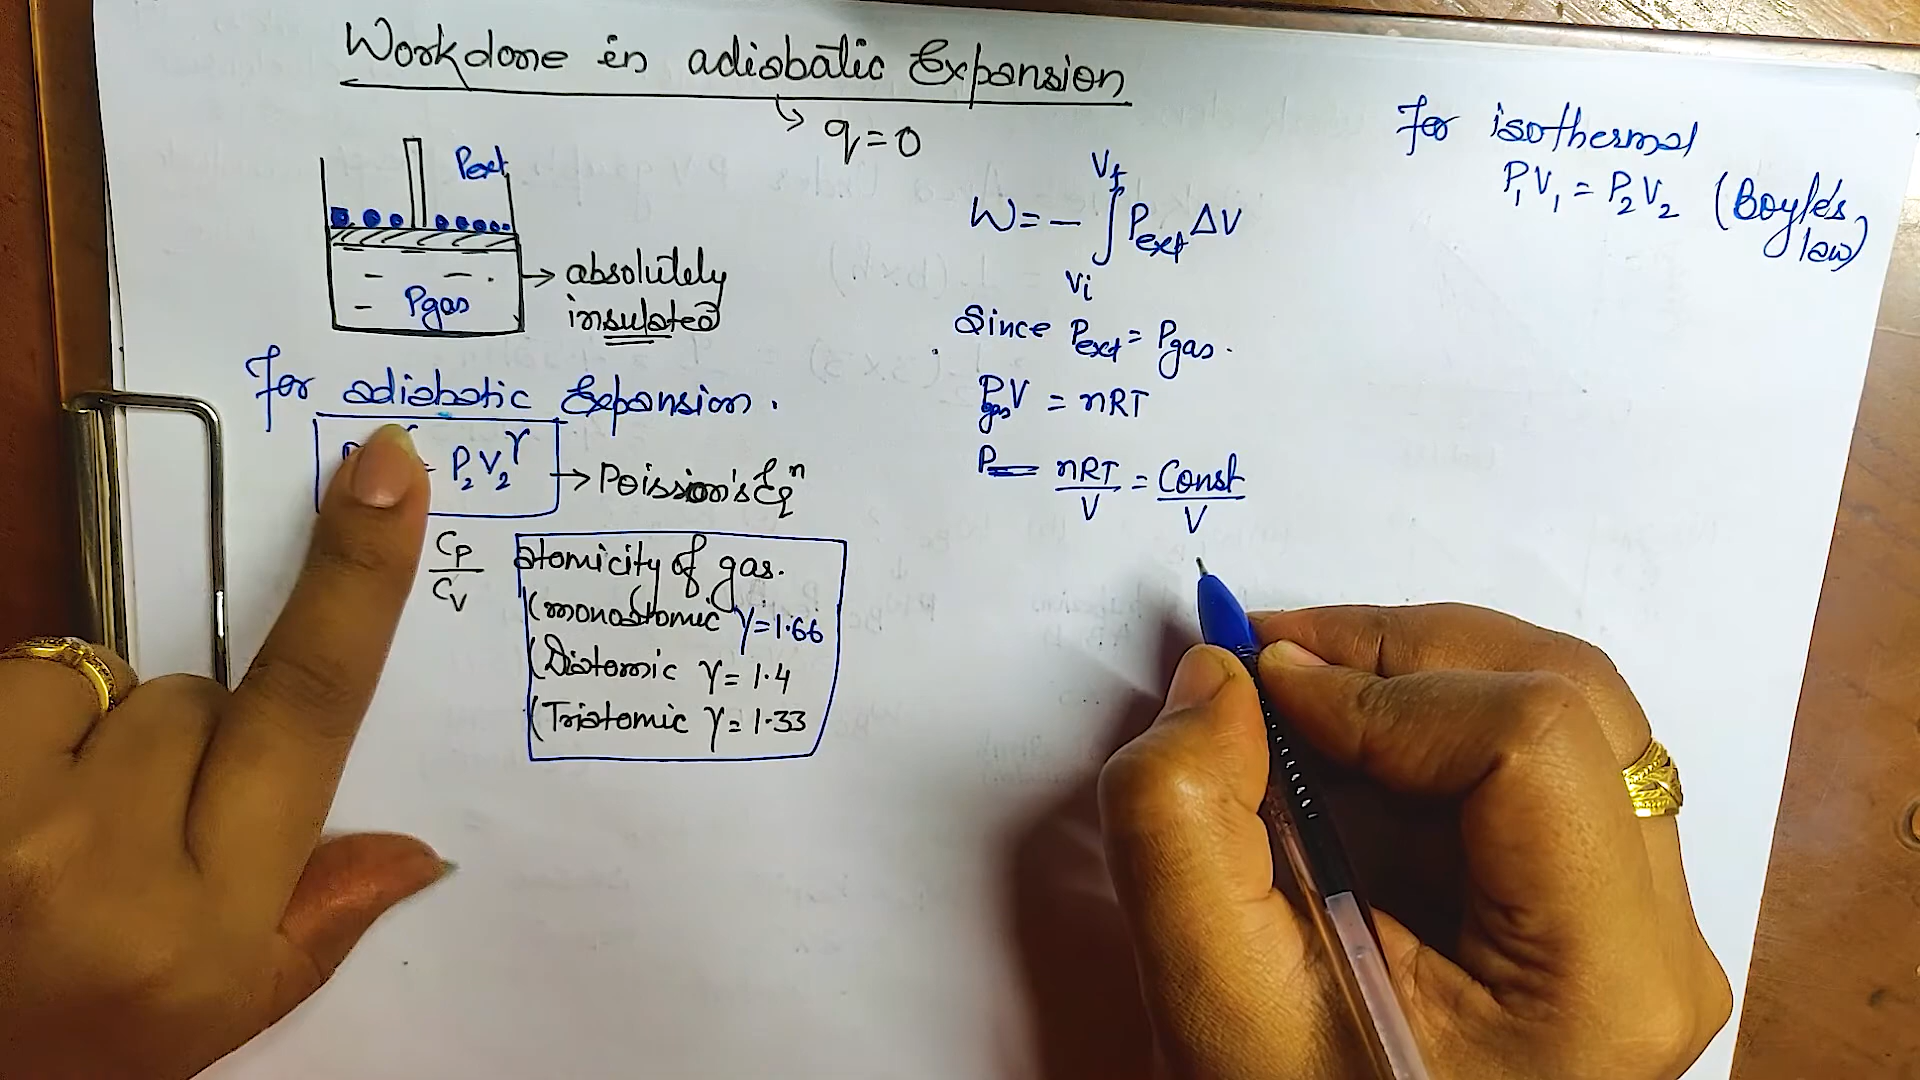 Workdone in adiabatic Expansion
↳ q = 0
Pext
Pgas
→ absolutely
insulated
For adiabatic Expansion.
= P₂V₂^γ → Poission's Eqⁿ
Cp/Cv
atomicity of gas.
(monoatomic γ = 1.66
(Diatomic γ = 1.4
(Triatomic γ = 1.33
W = - ∫ Vi Vf Pext ΔV
Since Pext = Pgas.
PgasV = nRT
P = nRT/V = Const/V
For isothermal
P₁V₁ = P₂V₂ (Boyle's
law)